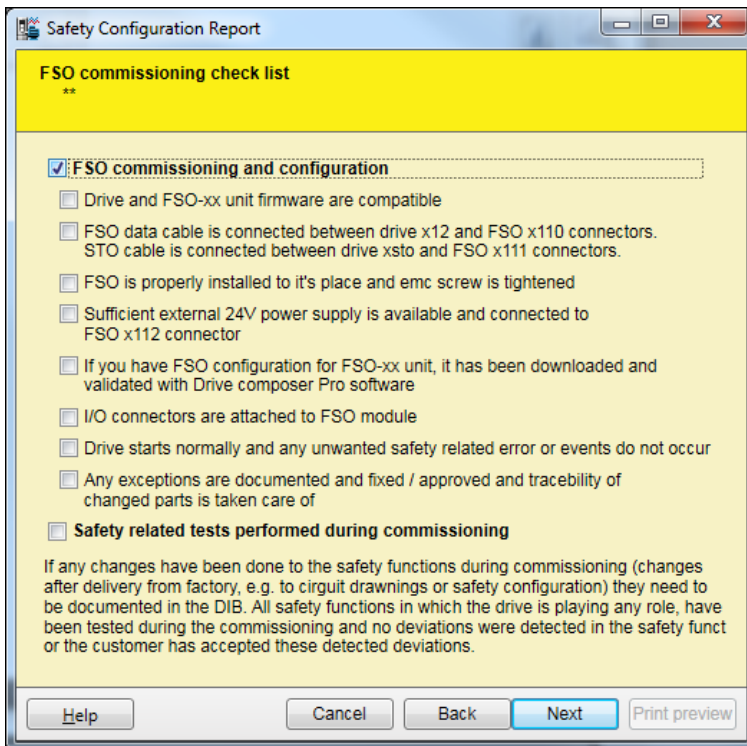 Safety Configuration Report
FSO commissioning check list
**
FSO commissioning and configuration
Drive and FSO-xx unit firmware are compatible
FSO data cable is connected between drive x12 and FSO x110 connectors.
STO cable is connected between drive xsto and FSO x111 connectors.
FSO is properly installed to it's place and emc screw is tightened
Sufficient external 24V power supply is available and connected to
FSO x112 connector
If you have FSO configuration for FSO-xx unit, it has been downloaded and
validated with Drive composer Pro software
I/O connectors are attached to FSO module
Drive starts normally and any unwanted safety related error or events do not occur
Any exceptions are documented and fixed / approved and tracebility of
changed parts is taken care of
Safety related tests performed during commissioning
If any changes have been done to the safety functions during commissioning (changes
after delivery from factory, e.g. to cirguit drawnings or safety configuration) they need to
be documented in the DIB. All safety functions in which the drive is playing any role, have
been tested during the commissioning and no deviations were detected in the safety funct
or the customer has accepted these detected deviations.
Help Cancel Back Next Print preview